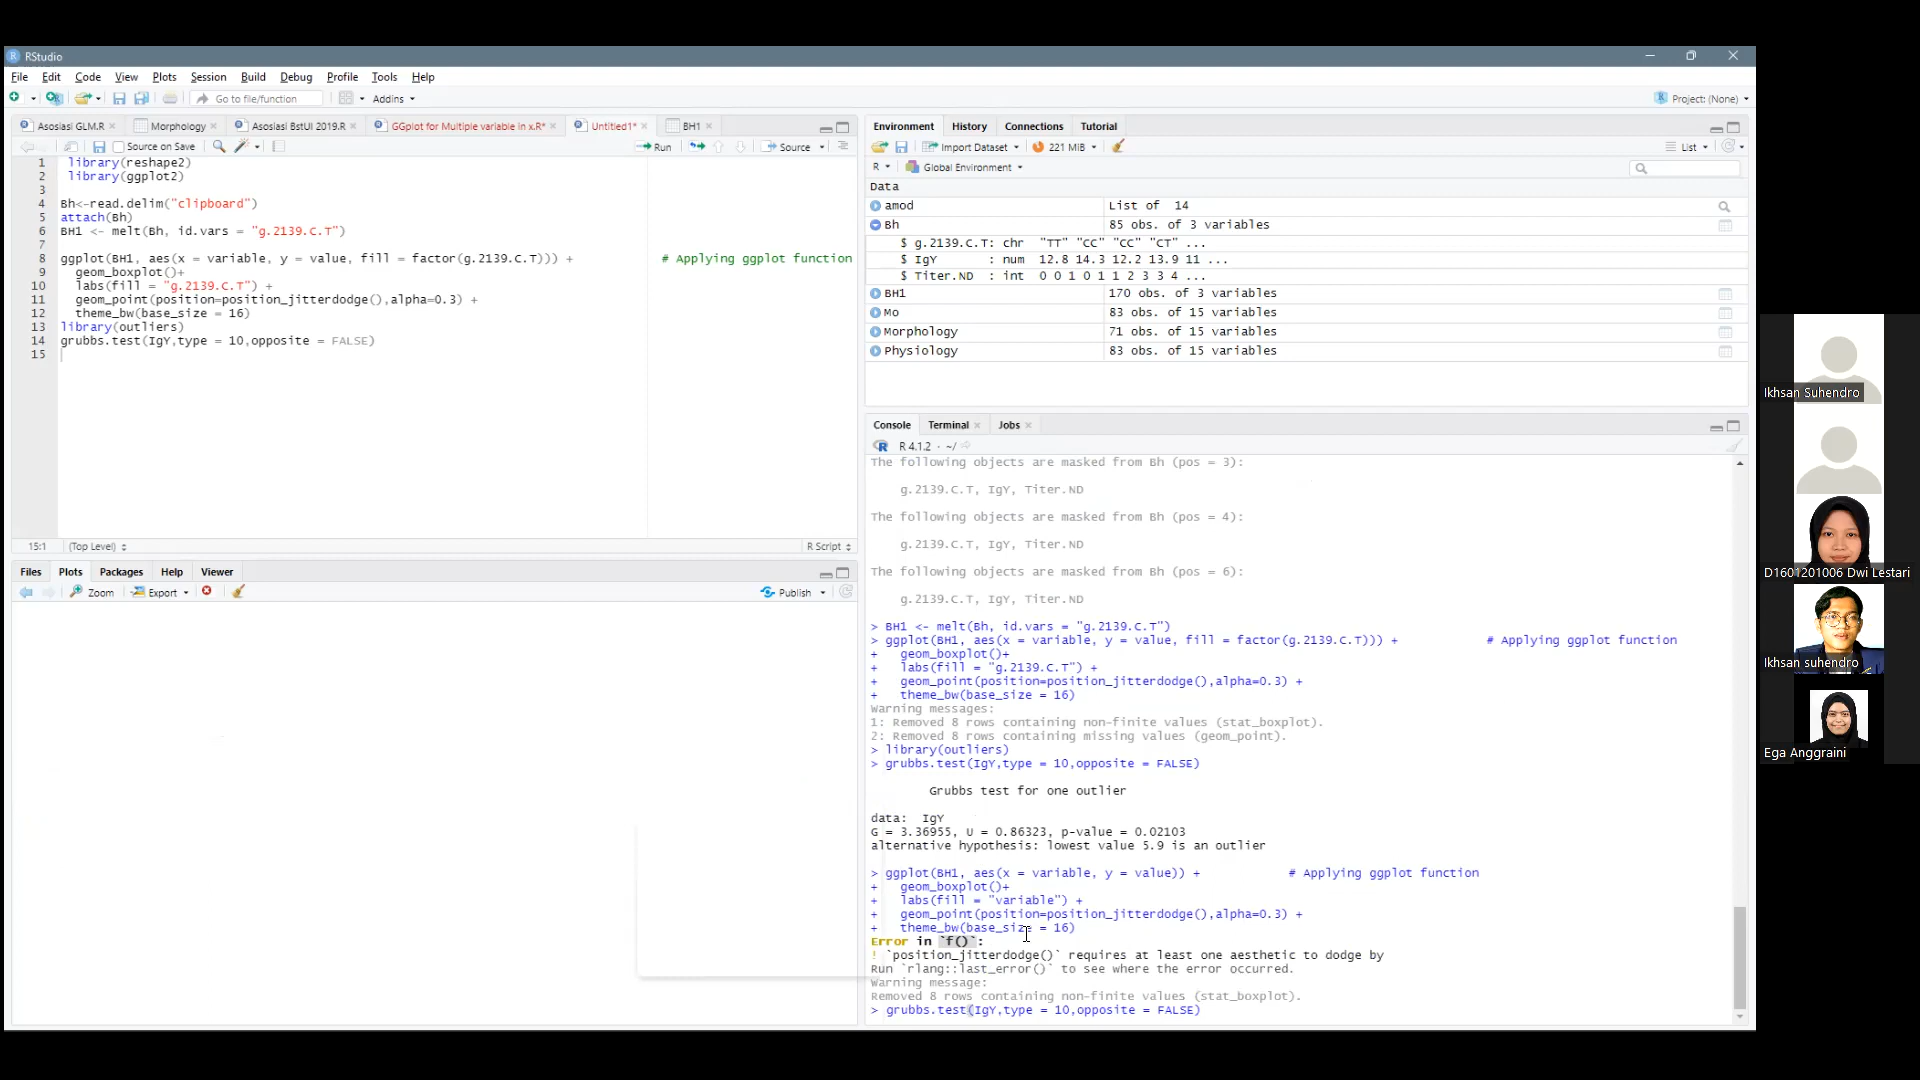 RStudio
File Edit Code View Plots Session Build Debug Profile Tools Help
Go to file/function Addins Project: (None)
Asosiasi GLM.R Morphology Asosiasi BstUI 2019.R GGplot for Multiple variable in x.R* Untitled1* BH1
Source on Save Run Source
1 library(reshape2)
2 library(ggplot2)
3
4 Bh<-read.delim("clipboard")
5 attach(Bh)
6 BH1 <- melt(Bh, id.vars = "g.2139.C.T")
7
8 ggplot(BH1, aes(x = variable, y = value, fill = factor(g.2139.C.T))) + # Applying ggplot function
9 geom_boxplot()+
10 labs(fill = "g.2139.C.T") +
11 geom_point(position=position_jitterdodge(),alpha=0.3) +
12 theme_bw(base_size = 16)
13 library(outliers)
14 grubbs.test(IgY,type = 10,opposite = FALSE)
15
15:1 (Top Level) R Script
Files Plots Packages Help Viewer
Zoom Export Publish
Environment History Connections Tutorial
Import Dataset 221 MiB List
R Global Environment
Data
amod List of 14
Bh 85 obs. of 3 variables
$ g.2139.C.T: chr "TT" "CC" "CC" "CT" ...
$ IgY : num 12.8 14.3 12.2 13.9 11 ...
$ Titer.ND : int 0 0 1 0 1 1 2 3 3 4 ...
BH1 170 obs. of 3 variables
Mo 83 obs. of 15 variables
Morphology 71 obs. of 15 variables
Physiology 83 obs. of 15 variables
Console Terminal Jobs
R 4.1.2 · ~/
The following objects are masked from Bh (pos = 3):
g.2139.C.T, IgY, Titer.ND
The following objects are masked from Bh (pos = 4):
g.2139.C.T, IgY, Titer.ND
The following objects are masked from Bh (pos = 6):
g.2139.C.T, IgY, Titer.ND
> BH1 <- melt(Bh, id.vars = "g.2139.C.T")
> ggplot(BH1, aes(x = variable, y = value, fill = factor(g.2139.C.T))) + # Applying ggplot function
+ geom_boxplot()+
+ labs(fill = "g.2139.C.T") +
+ geom_point(position=position_jitterdodge(),alpha=0.3) +
+ theme_bw(base_size = 16)
Warning messages:
1: Removed 8 rows containing non-finite values (stat_boxplot).
2: Removed 8 rows containing missing values (geom_point).
> library(outliers)
> grubbs.test(IgY,type = 10,opposite = FALSE)
Grubbs test for one outlier
data: IgY
G = 3.36955, U = 0.86323, p-value = 0.02103
alternative hypothesis: lowest value 5.9 is an outlier
> ggplot(BH1, aes(x = variable, y = value)) + # Applying ggplot function
+ geom_boxplot()+
+ labs(fill = "variable") +
+ geom_point(position=position_jitterdodge(),alpha=0.3) +
+ theme_bw(base_size = 16)
Error in `f()`:
! `position_jitterdodge()` requires at least one aesthetic to dodge by
Run `rlang::last_error()` to see where the error occurred.
Warning message:
Removed 8 rows containing non-finite values (stat_boxplot).
> grubbs.test(IgY,type = 10,opposite = FALSE)
Ikhsan Suhendro
D1601201006 Dwi Lestari
Ikhsan suhendro
Ega Anggraini